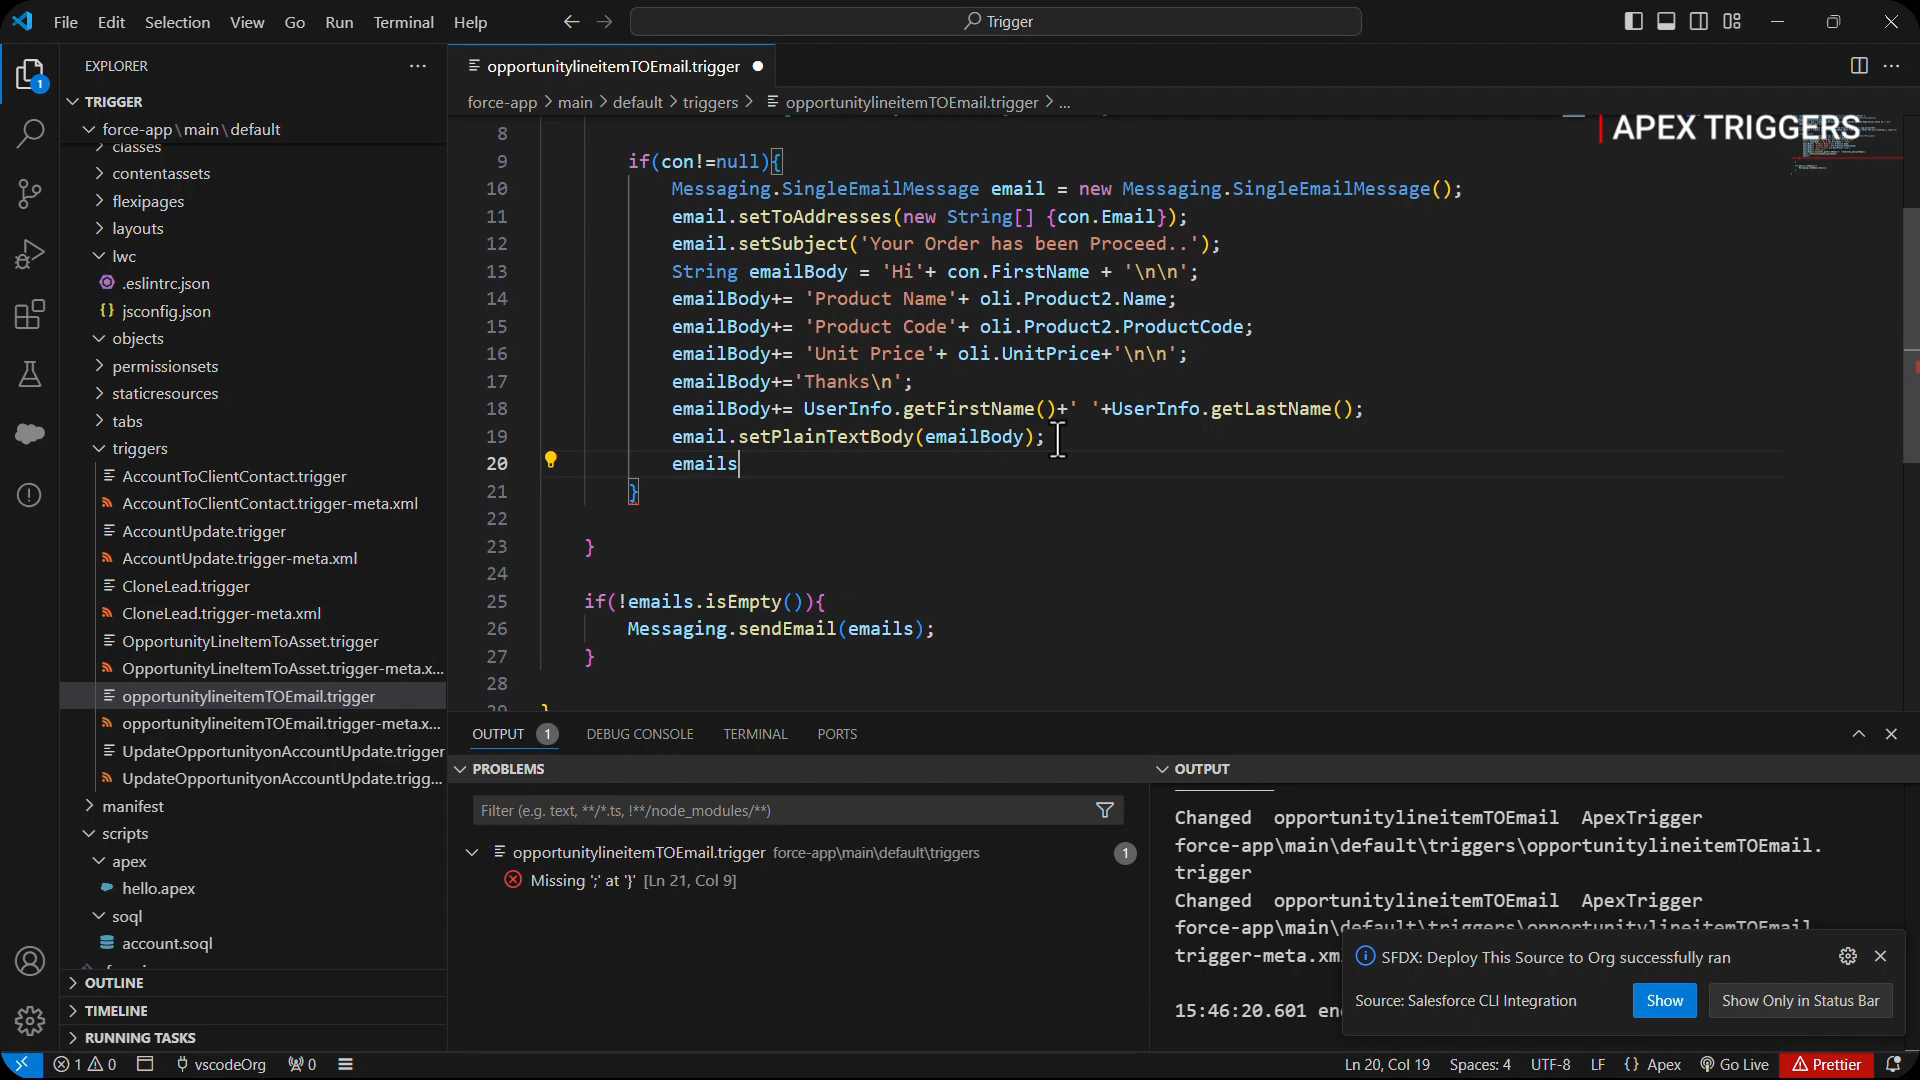 File Edit Selection View Go Run Terminal Help
Trigger
EXPLORER
1
TRIGGER
force-app\main\default
classes
contentassets
flexipages
layouts
lwc
.eslintrc.json
jsconfig.json
objects
permissionsets
staticresources
tabs
triggers
AccountToClientContact.trigger
AccountToClientContact.trigger-meta.xml
AccountUpdate.trigger
AccountUpdate.trigger-meta.xml
CloneLead.trigger
CloneLead.trigger-meta.xml
OpportunityLineItemToAsset.trigger
OpportunityLineItemToAsset.trigger-meta.x...
opportunitylineitemTOEmail.trigger
opportunitylineitemTOEmail.trigger-meta.x...
UpdateOpportunityonAccountUpdate.trigger
UpdateOpportunityonAccountUpdate.trigg...
manifest
scripts
apex
hello.apex
soql
account.soql
OUTLINE
TIMELINE
RUNNING TASKS
opportunitylineitemTOEmail.trigger
force-app > main > default > triggers > opportunitylineitemTOEmail.trigger > ...
APEX TRIGGERS
8
9 if(con!=null){
10 Messaging.SingleEmailMessage email = new Messaging.SingleEmailMessage();
11 email.setToAddresses(new String[] {con.Email});
12 email.setSubject('Your Order has been Proceed..');
13 String emailBody = 'Hi'+ con.FirstName + '\n\n';
14 emailBody+= 'Product Name'+ oli.Product2.Name;
15 emailBody+= 'Product Code'+ oli.Product2.ProductCode;
16 emailBody+= 'Unit Price'+ oli.UnitPrice+'\n\n';
17 emailBody+='Thanks\n';
18 emailBody+= UserInfo.getFirstName()+' '+UserInfo.getLastName();
19 email.setPlainTextBody(emailBody);
20 emails
21 }
22
23 }
24
25 if(!emails.isEmpty()){
26 Messaging.sendEmail(emails);
27 }
28
29 }
OUTPUT 1 DEBUG CONSOLE TERMINAL PORTS
PROBLEMS
Filter (e.g. text, **/*.ts, !**/node_modules/**)
opportunitylineitemTOEmail.trigger force-app\main\default\triggers 1
Missing ';' at '}' [Ln 21, Col 9]
OUTPUT
Changed opportunitylineitemTOEmail ApexTrigger
force-app\main\default\triggers\opportunitylineitemTOEmail.
trigger
Changed opportunitylineitemTOEmail ApexTrigger
force-app\main\default\triggers\opportunitylineitemTOEmail.
trigger-meta.xm
15:46:20.601
SFDX: Deploy This Source to Org successfully ran
Source: Salesforce CLI Integration
Show
Show Only in Status Bar
1 0 vscodeOrg 0
Ln 20, Col 19 Spaces: 4 UTF-8 LF {} Apex Go Live Prettier